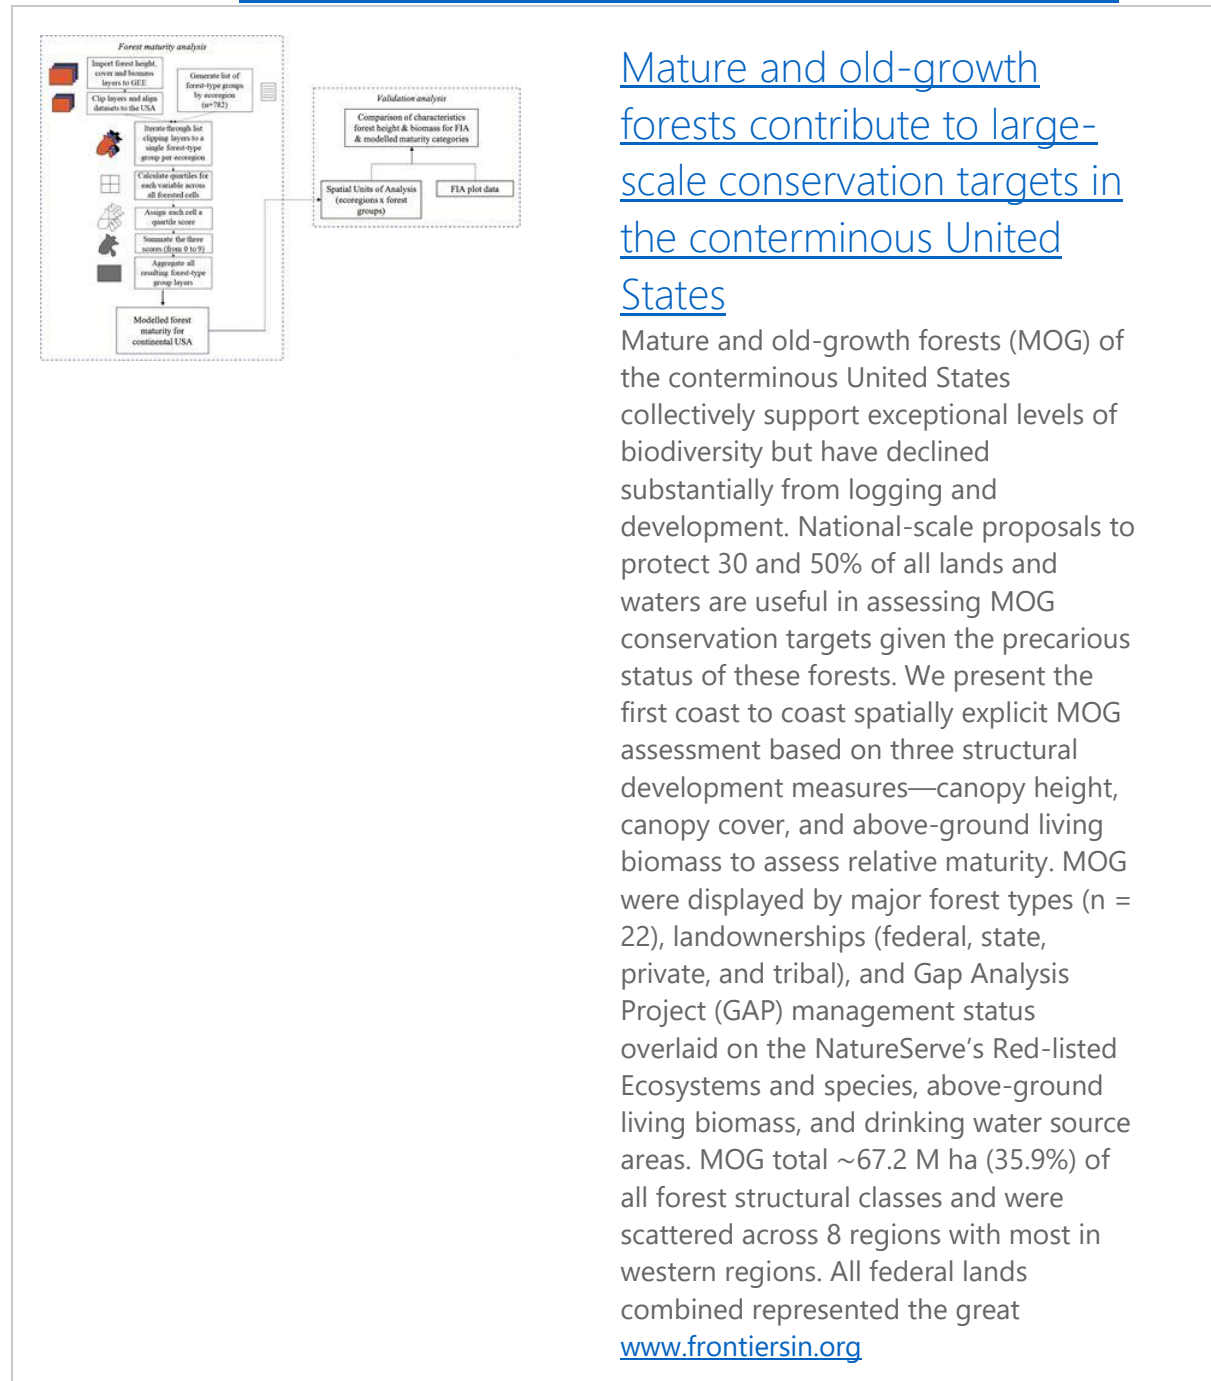 Forest maturity analysis
Import forest height,
cover and biomass
layers to GEE
Generate list of
forest-type groups
by ecoregion
(n=782)
Clip layers and align
datasets to the USA
Iterate through list
clipping layers to a
single forest-type
group per ecoregion
Calculate quartiles for
each variable across
all forested cells
Assign each cell a
quartile score
Summate the three
scores (from 0 to 9)
Aggregate all
resulting forest-type
group layers
Modelled forest
maturity for
continental USA
Validation analysis
Comparison of characteristics
forest height & biomass for FIA
& modelled maturity categories
Spatial Units of Analysis
(ecoregions x forest
groups)
FIA plot data
Mature and old-growth
forests contribute to large-
scale conservation targets in
the conterminous United
States
Mature and old-growth forests (MOG) of
the conterminous United States
collectively support exceptional levels of
biodiversity but have declined
substantially from logging and
development. National-scale proposals to
protect 30 and 50% of all lands and
waters are useful in assessing MOG
conservation targets given the precarious
status of these forests. We present the
first coast to coast spatially explicit MOG
assessment based on three structural
development measures—canopy height,
canopy cover, and above-ground living
biomass to assess relative maturity. MOG
were displayed by major forest types (n =
22), landownerships (federal, state,
private, and tribal), and Gap Analysis
Project (GAP) management status
overlaid on the NatureServe’s Red-listed
Ecosystems and species, above-ground
living biomass, and drinking water source
areas. MOG total ~67.2 M ha (35.9%) of
all forest structural classes and were
scattered across 8 regions with most in
western regions. All federal lands
combined represented the great
www.frontiersin.org